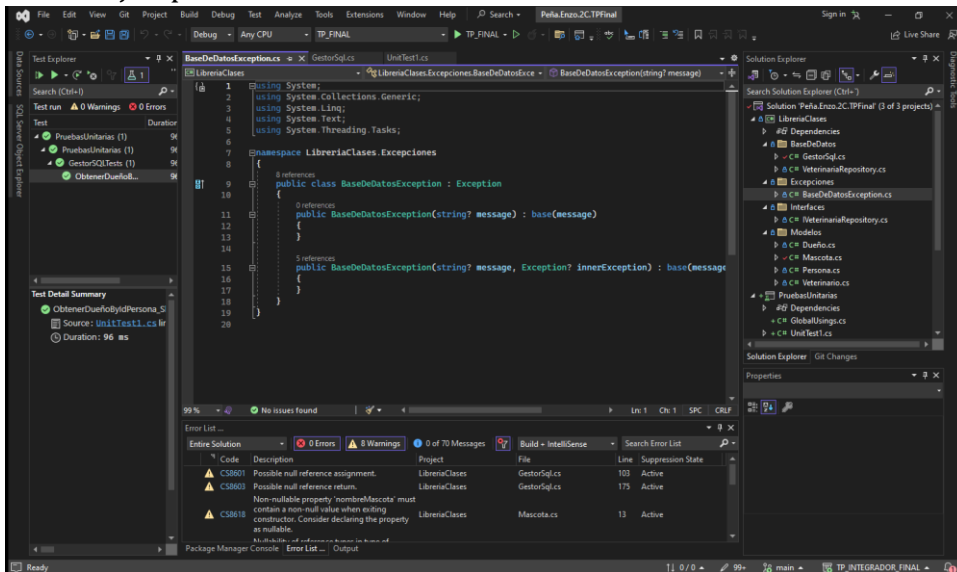 File Edit View Git Project Build Debug Test Analyze Tools Extensions Window Help Search Peña.Enzo.2C.TPFinal Sign in
Debug Any CPU TP_FINAL TP_FINAL Live Share
Data Sources
SQL Server Object Explorer
Test Explorer
Search (Ctrl+I)
Test run 0 Warnings 0 Errors
Test Duration
PruebasUnitarias (1)
PruebasUnitarias (1)
GestorSQLTests (1)
ObtenerDueñoB...
Test Detail Summary
ObtenerDueñoByIdPersona_S
Source: UnitTest1.cs lir
Duration: 96 ms
BaseDeDatosException.cs GestorSql.cs UnitTest1.cs
LibreriaClases LibreriaClases.Excepciones.BaseDeDatosExce BaseDeDatosException(string? message)
1 using System;
2 using System.Collections.Generic;
3 using System.Linq;
4 using System.Text;
5 using System.Threading.Tasks;
6
7 namespace LibreriaClases.Excepciones
8 {
8 references
9 public class BaseDeDatosException : Exception
10 {
0 references
11 public BaseDeDatosException(string? message) : base(message)
12 {
13 }
14
5 references
15 public BaseDeDatosException(string? message, Exception? innerException) : base(message
16 {
17 }
18 }
19 }
20
99 % No issues found Ln: 1 Ch: 1 SPC CRLF
Error List ...
Entire Solution 0 Errors 8 Warnings 0 of 70 Messages Build + IntelliSense Search Error List
Code Description Project File Line Suppression State
CS8601 Possible null reference assignment. LibreriaClases GestorSql.cs 103 Active
CS8603 Possible null reference return. LibreriaClases GestorSql.cs 175 Active
CS8618 Non-nullable property 'nombreMascota' must
contain a non-null value when exiting
constructor. Consider declaring the property
as nullable. LibreriaClases Mascota.cs 13 Active
Package Manager Console Error List ... Output
Solution Explorer
Search Solution Explorer (Ctrl+')
Solution 'Peña.Enzo.2C.TPFinal' (3 of 3 projects)
LibreriaClases
Dependencies
BaseDeDatos
C# GestorSql.cs
C# VeterinariaRepository.cs
Excepciones
C# BaseDeDatosException.cs
Interfaces
C# IVeterinariaRepository.cs
Modelos
C# Dueño.cs
C# Mascota.cs
C# Persona.cs
C# Veterinario.cs
PruebasUnitarias
Dependencies
C# GlobalUsings.cs
C# UnitTest1.cs
Solution Explorer Git Changes
Properties
Diagnostic Tools
Ready 0 / 0 99+ main TP_INTEGRADOR_FINAL